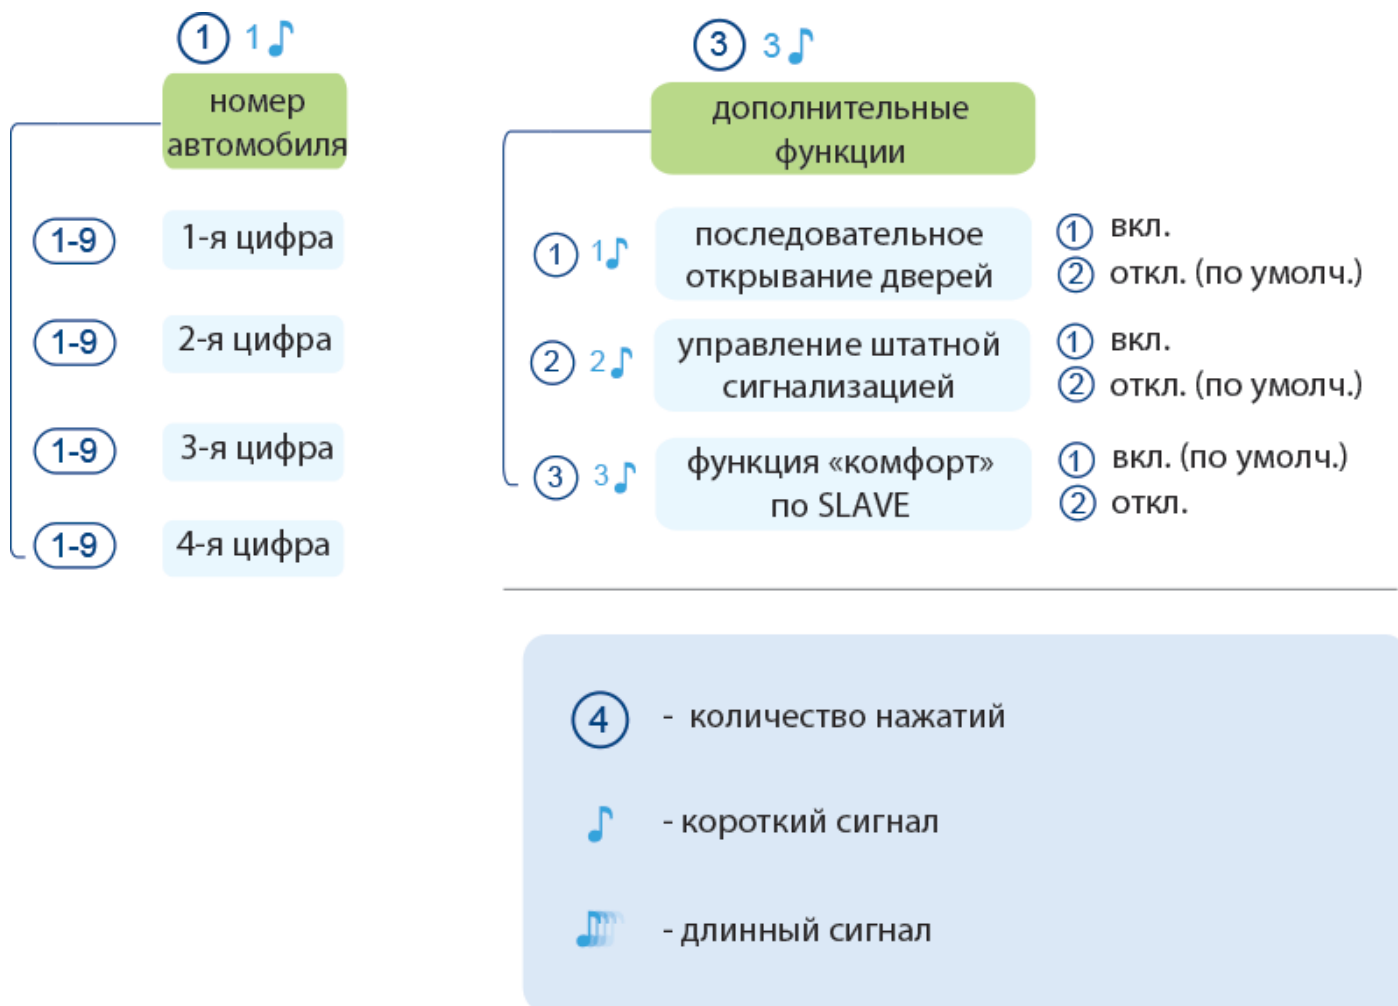 1 1
номер
автомобиля
1-9 1-я цифра
1-9 2-я цифра
1-9 3-я цифра
1-9 4-я цифра
3 3
дополнительные
функции
1 1 последовательное
открывание дверей
1 вкл.
2 откл. (по умолч.)
2 2 управление штатной
сигнализацией
1 вкл.
2 откл. (по умолч.)
3 3 функция «комфорт»
по SLAVE
1 вкл. (по умолч.)
2 откл.
4 - количество нажатий
- короткий сигнал
- длинный сигнал